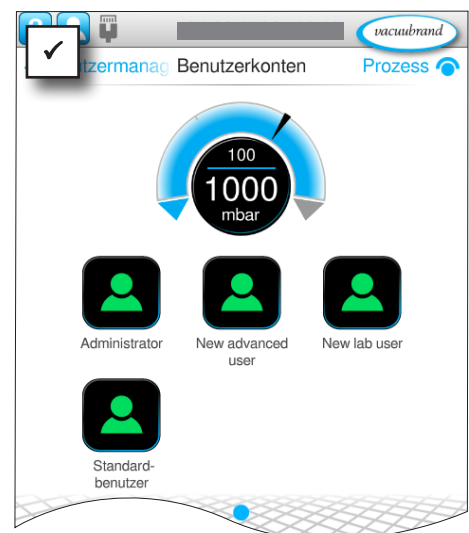 vacuubrand
tzermanag Benutzerkonten Prozess
100
1000
mbar
Administrator New advanced user New lab user
Standard-
benutzer